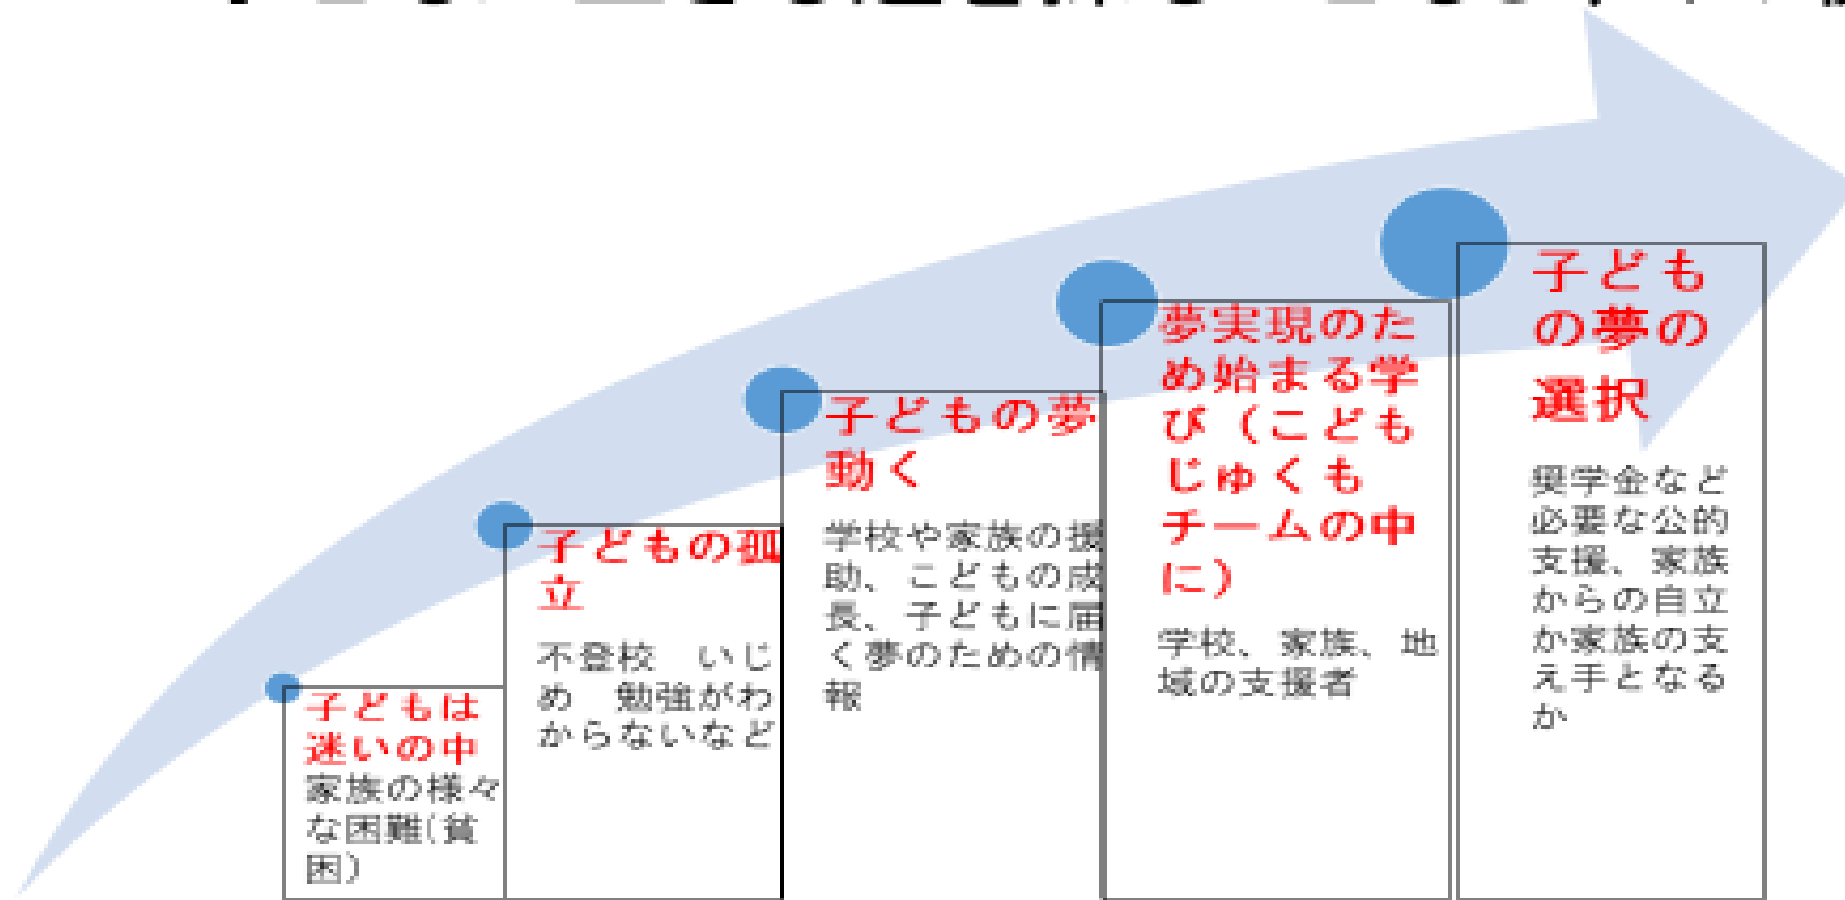 子どもは
迷いの中
家族の様々
な困難(貧
困)
子どもの孤
立
不登校　いじ
め　勉強がわ
からないなど
子どもの夢
動く
学校や家族の援
助、こどもの成
長、子どもに届
く夢のための情
報
夢実現のた
め始まる学
び（こども
じゅくも
チームの中
に）
学校、家族、地
域の支援者
子ども
の夢の
選択
奨学金など
必要な公的
支援、家族
からの自立
か家族の支
え手となる
か